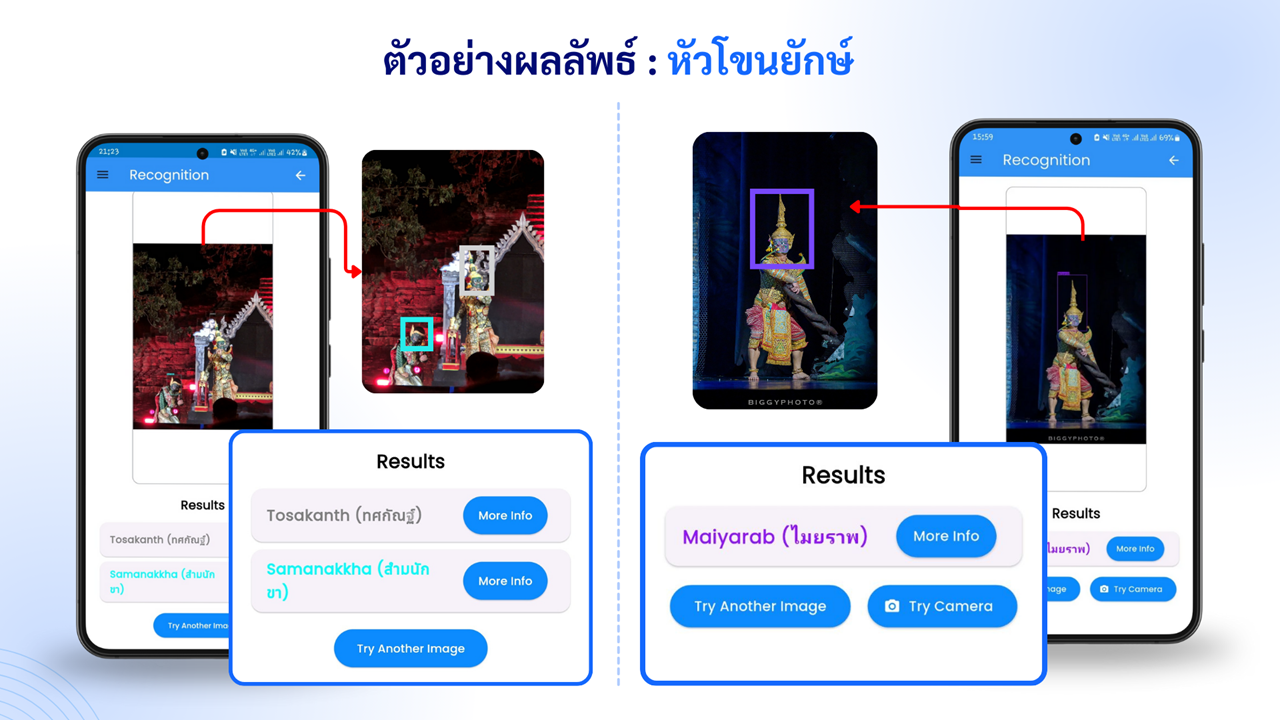 ตัวอย่างผลลัพธ์ : หัวโขนยักษ์
21:23
42%
Recognition
Results
Tosakanth (ทศกัณฐ์)
Samanakkha (สำมนัก
ขา)
Try Another Ima
Results
Tosakanth (ทศกัณฐ์)
More Info
Samanakkha (สำมนัก
ขา)
More Info
Try Another Image
BIGGYPHOTO®
15:59
69%
Recognition
BIGGYPHOTO®
Results
ไมยราพ)
More Info
mage
Try Camera
Results
Maiyarab (ไมยราพ)
More Info
Try Another Image
Try Camera